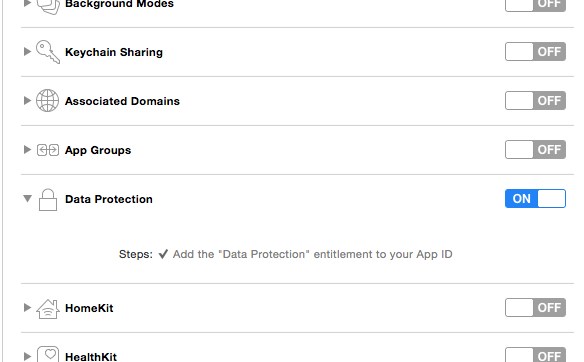 Background Modes OFF
Keychain Sharing OFF
Associated Domains OFF
App Groups OFF
Data Protection ON
Steps: ✔ Add the "Data Protection" entitlement to your App ID
HomeKit OFF
HealthKit OFF